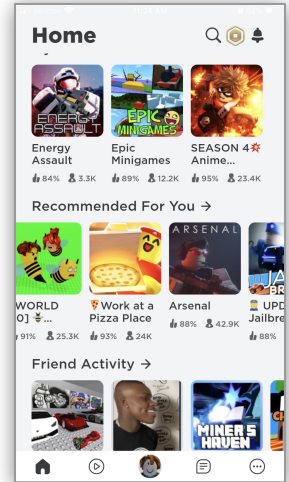 Home
ENERGY
ASSAULT
EPIC
MINIGAMES
Energy
Assault
Epic
Minigames
SEASON 4💥
Anime...
84% 3.3K
89% 12.2K
95% 23.4K
Recommended For You →
ARSENAL
WORLD
0] 🐝...
🍕Work at a
Pizza Place
Arsenal
UPD
Jailbre
91% 25.3K
93% 24K
88% 42.9K
88%
Friend Activity →
MINER'S
HAVEN